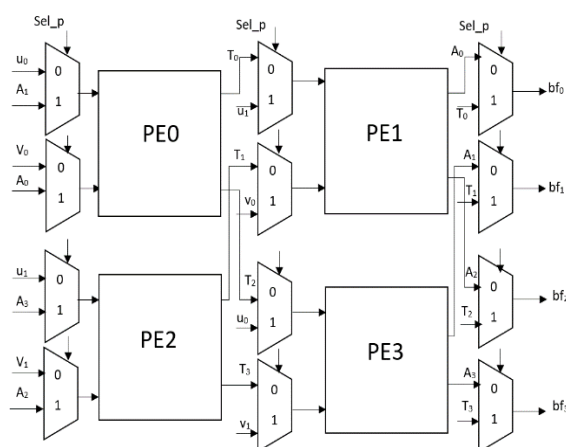 Sel_p
Sel_p
Sel_p
u₀
0
T₀
0
A₀
0
A₁
1
u₁
1
T₀
1
bf₀
PE0
PE1
V₀
0
T₁
0
A₁
0
A₀
1
v₀
1
T₁
1
bf₁
u₁
0
T₂
0
A₂
0
A₃
1
u₀
1
T₂
1
PE2
PE3
V₁
0
T₃
0
A₃
0
A₂
1
v₁
1
T₃
1